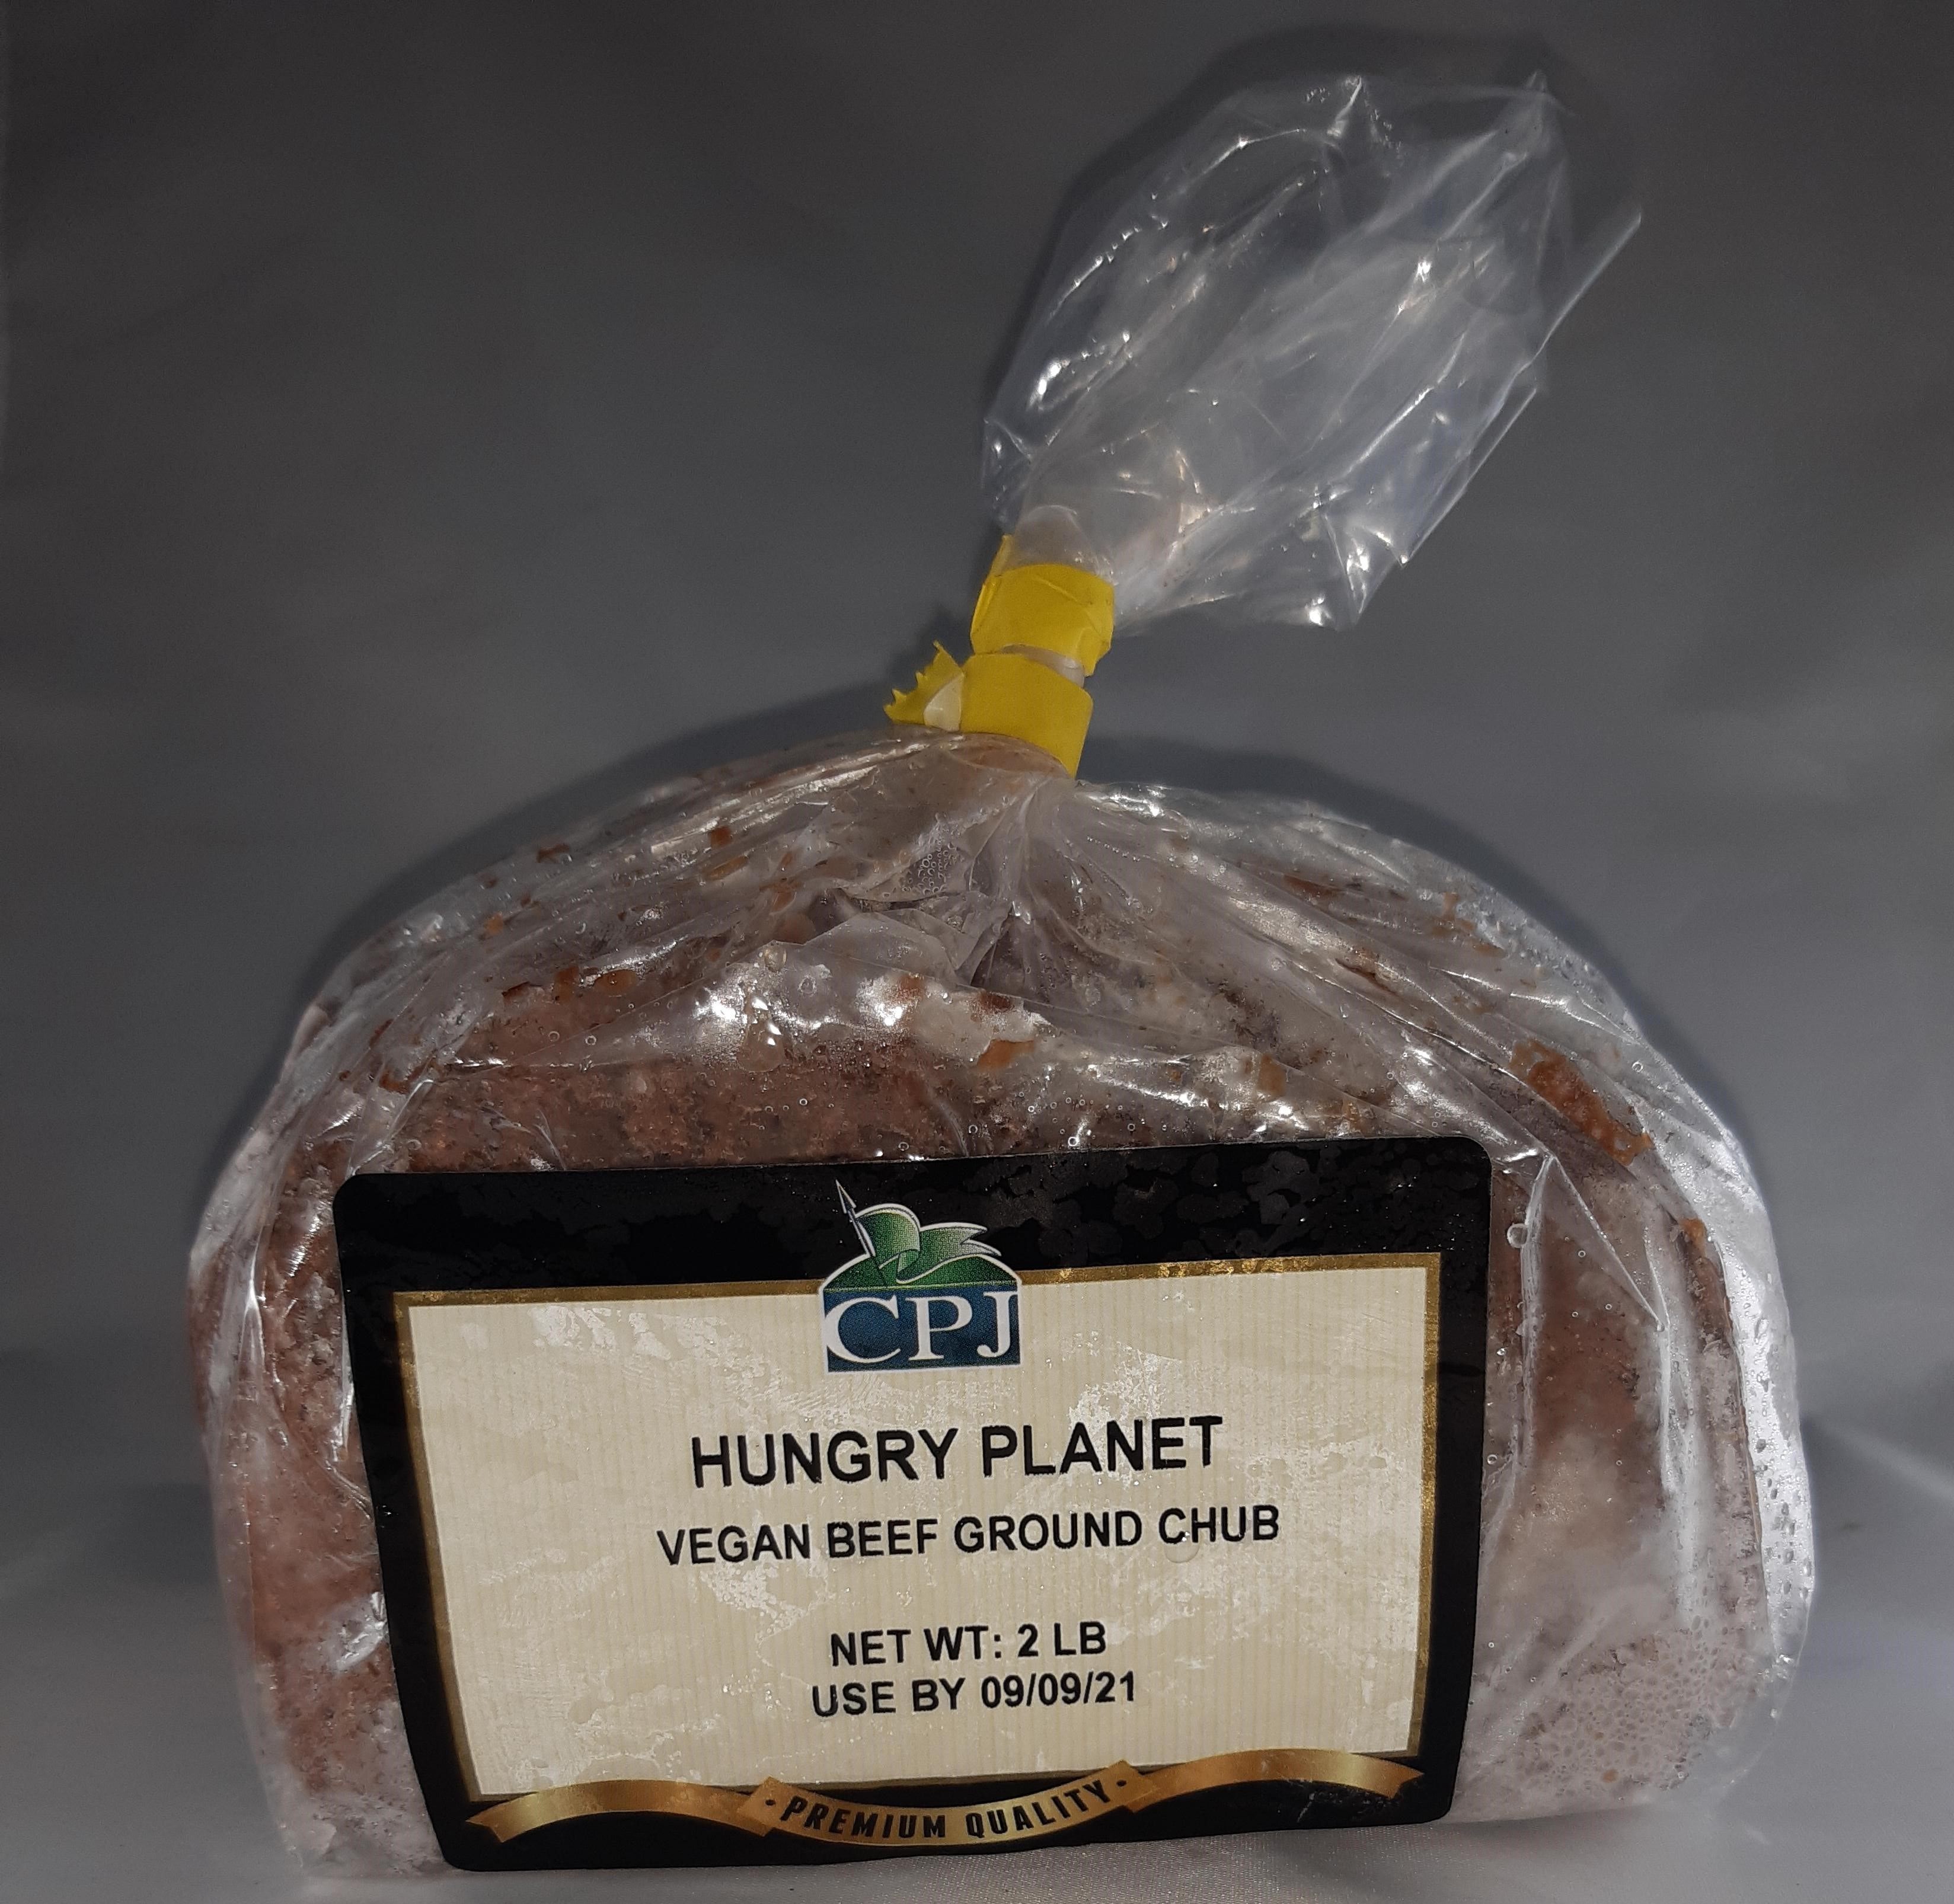 CPJ
HUNGRY PLANET
VEGAN BEEF GROUND CHUB
NET WT: 2 LB
USE BY 09/09/21
• PREMIUM QUALITY •